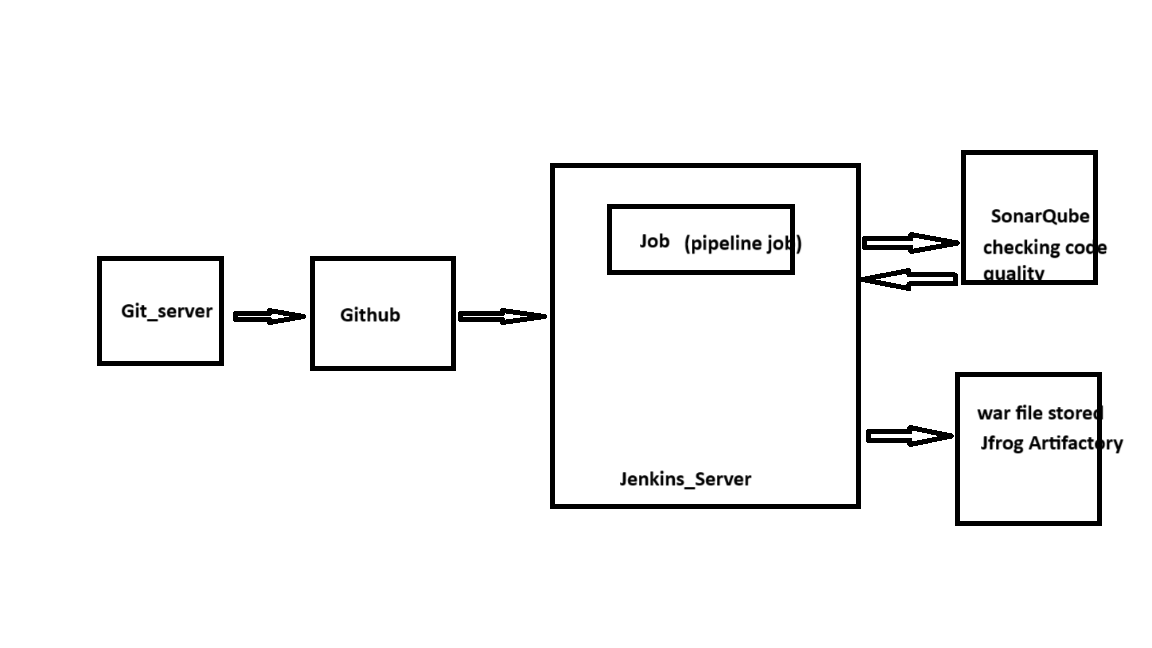 Git_server
Github
Job (pipeline job)
Jenkins_Server
SonarQube
checking code
quality
war file stored
Jfrog Artifactory